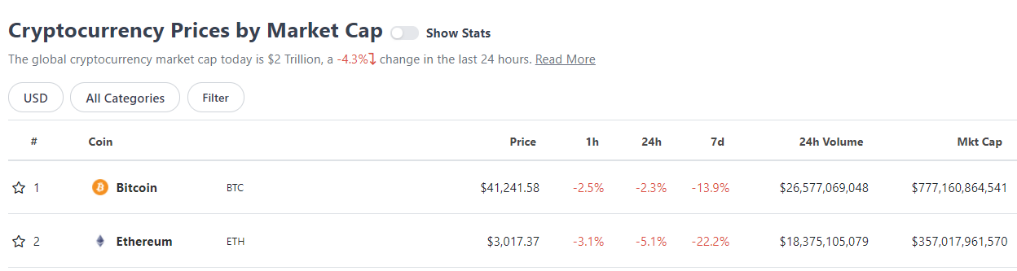 Cryptocurrency Prices by Market Cap Show Stats
The global cryptocurrency market cap today is $2 Trillion, a -4.3% change in the last 24 hours. Read More
USD All Categories Filter
# Coin Price 1h 24h 7d 24h Volume Mkt Cap
1 Bitcoin BTC $41,241.58 -2.5% -2.3% -13.9% $26,577,069,048 $777,160,864,541
2 Ethereum ETH $3,017.37 -3.1% -5.1% -22.2% $18,375,105,079 $357,017,961,570